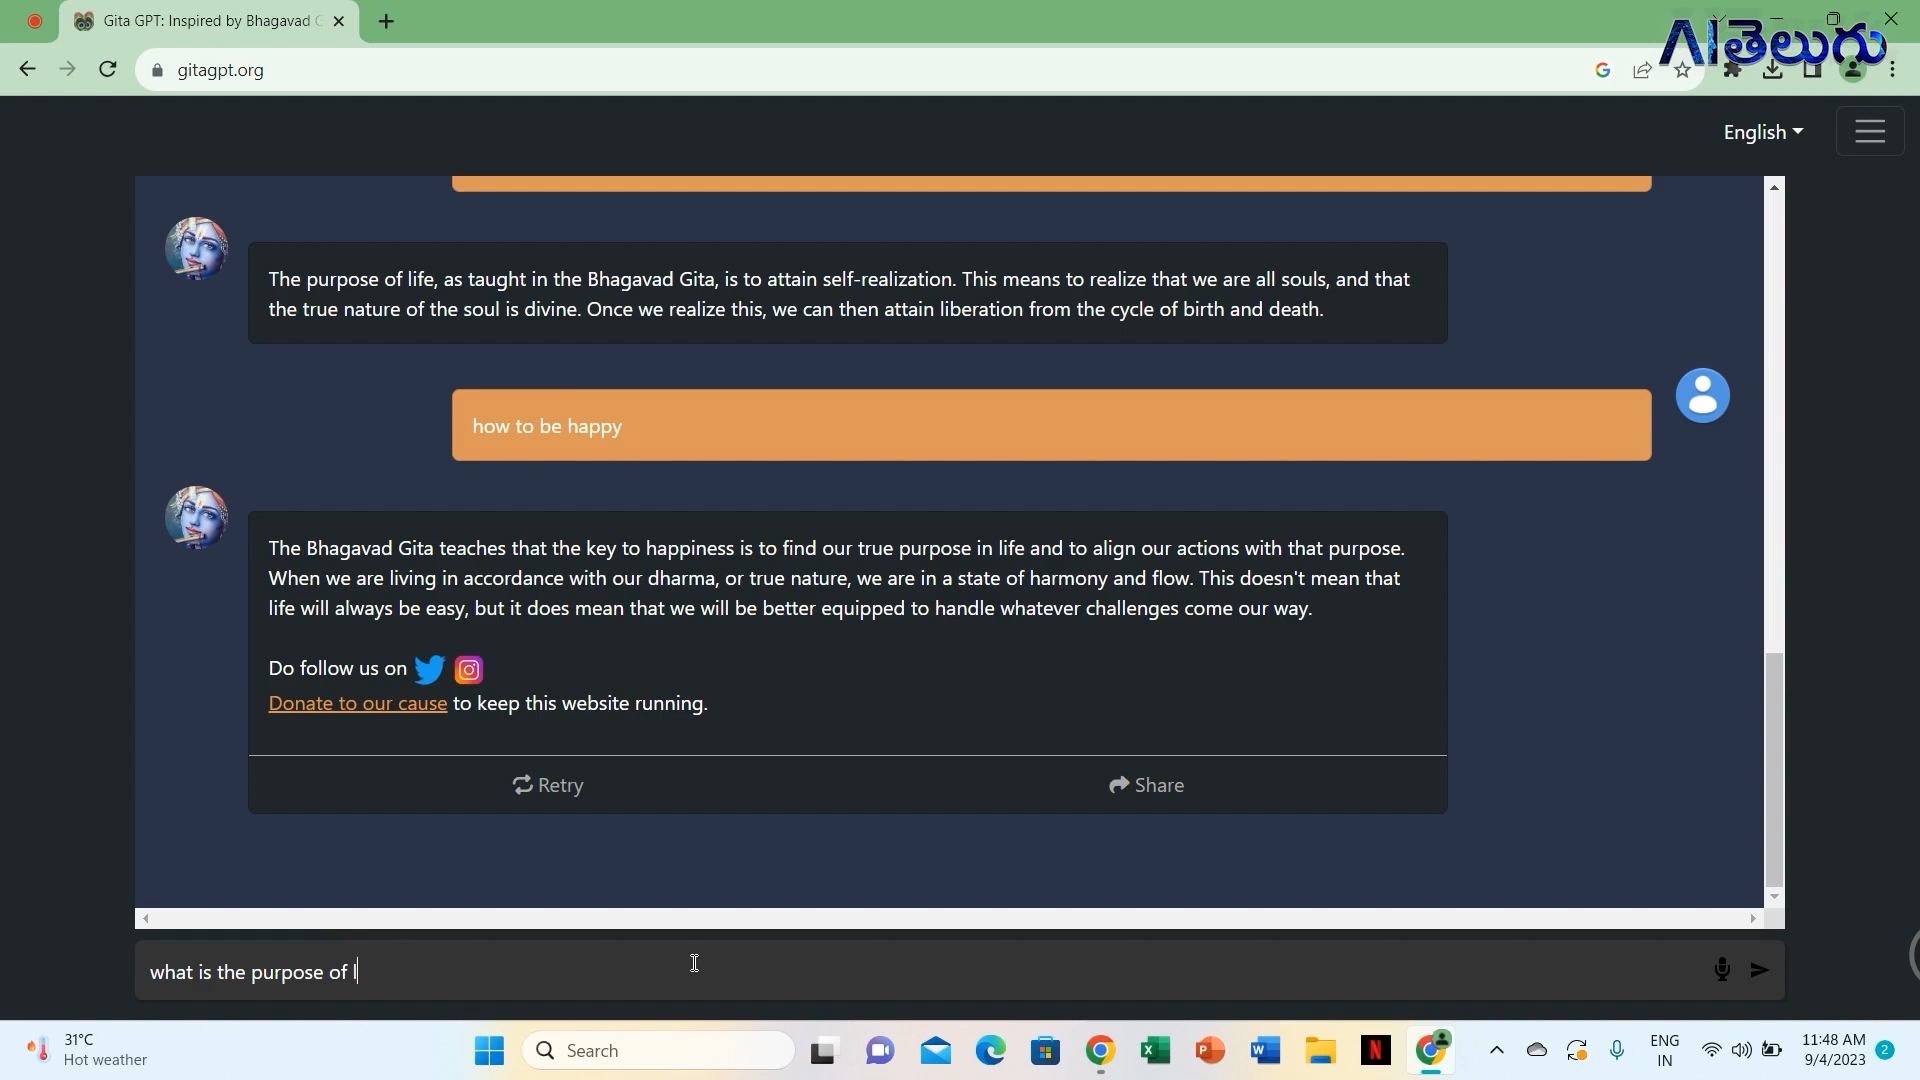 Gita GPT: Inspired by Bhagavad G
AIతెలుగు
gitagpt.org
English
The purpose of life, as taught in the Bhagavad Gita, is to attain self-realization. This means to realize that we are all souls, and that
the true nature of the soul is divine. Once we realize this, we can then attain liberation from the cycle of birth and death.
how to be happy
The Bhagavad Gita teaches that the key to happiness is to find our true purpose in life and to align our actions with that purpose.
When we are living in accordance with our dharma, or true nature, we are in a state of harmony and flow. This doesn't mean that
life will always be easy, but it does mean that we will be better equipped to handle whatever challenges come our way.
Do follow us on
Donate to our cause to keep this website running.
Retry Share
what is the purpose of l
31°C
Hot weather
Search
ENG
IN
11:48 AM
9/4/2023
2